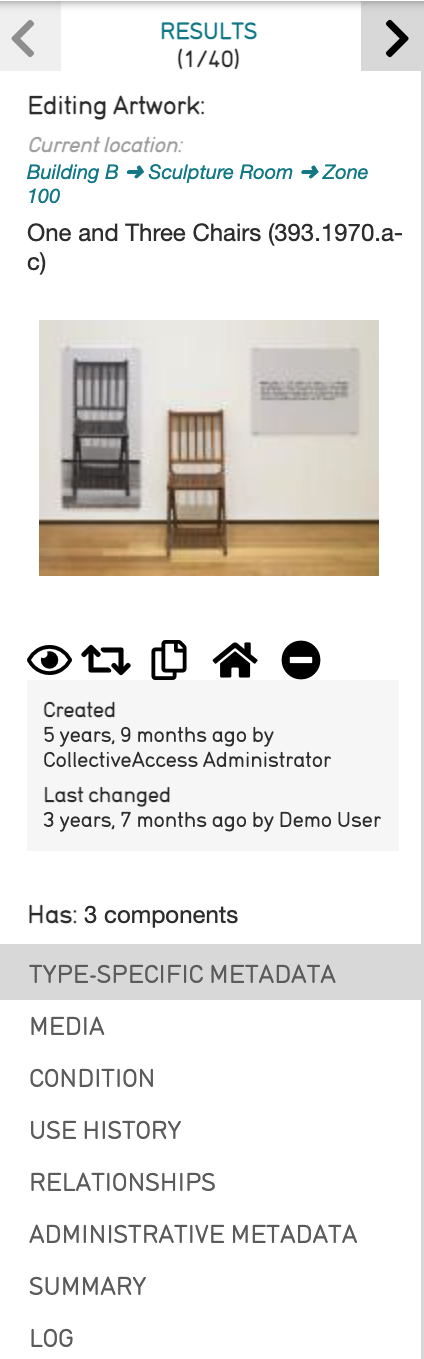 RESULTS
(1/40)
Editing Artwork:
Current location:
Building B ➜ Sculpture Room ➜ Zone
100
One and Three Chairs (393.1970.a-
c)
Created
5 years, 9 months ago by
CollectiveAccess Administrator
Last changed
3 years, 7 months ago by Demo User
Has: 3 components
TYPE-SPECIFIC METADATA
MEDIA
CONDITION
USE HISTORY
RELATIONSHIPS
ADMINISTRATIVE METADATA
SUMMARY
LOG